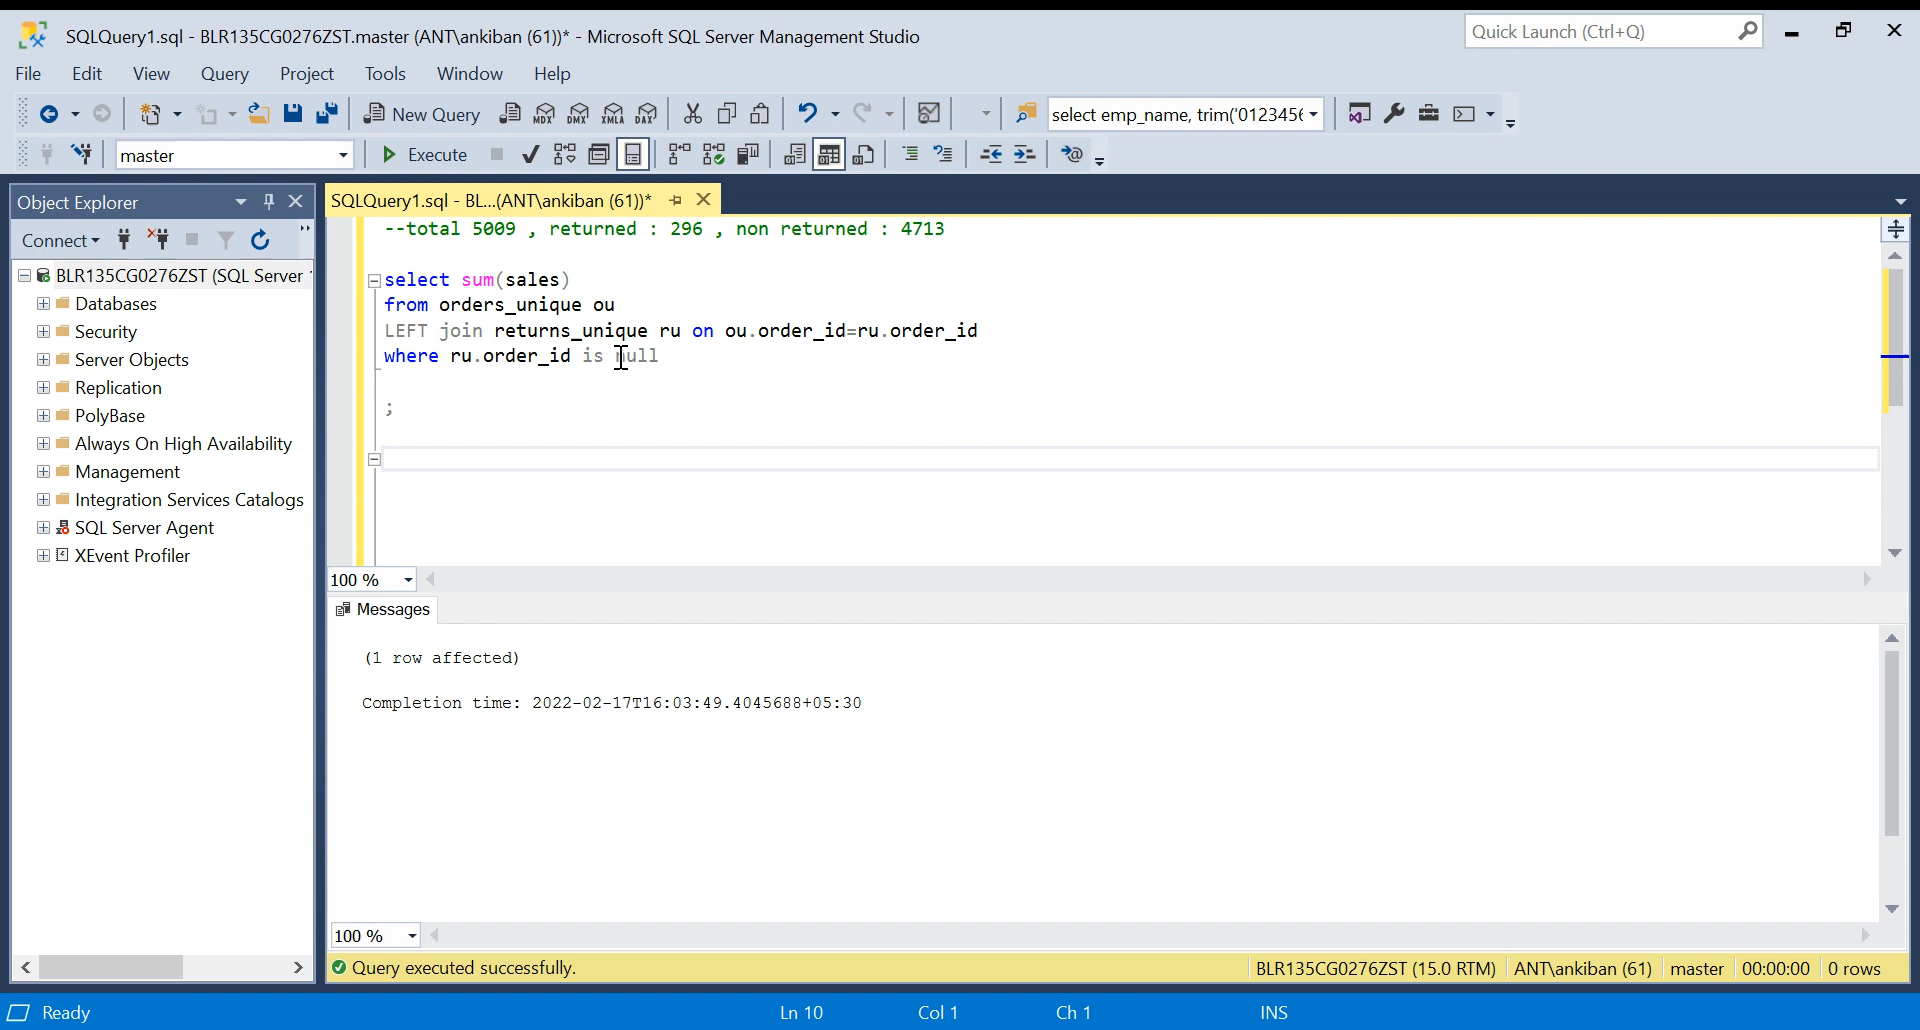 SQLQuery1.sql - BLR135CG0276ZST.master (ANT\ankiban (61))* - Microsoft SQL Server Management Studio
Quick Launch (Ctrl+Q)
File Edit View Query Project Tools Window Help
New Query MDX DMX XMLA DAX select emp_name, trim('0123456
master Execute
Object Explorer
SQLQuery1.sql - BL...(ANT\ankiban (61))*
Connect
BLR135CG0276ZST (SQL Server
Databases
Security
Server Objects
Replication
PolyBase
Always On High Availability
Management
Integration Services Catalogs
SQL Server Agent
XEvent Profiler
--total 5009 , returned : 296 , non returned : 4713
select sum(sales)
from orders_unique ou
LEFT join returns_unique ru on ou.order_id=ru.order_id
where ru.order_id is null
;
100 %
Messages
(1 row affected)
Completion time: 2022-02-17T16:03:49.4045688+05:30
100 %
Query executed successfully. BLR135CG0276ZST (15.0 RTM) ANT\ankiban (61) master 00:00:00 0 rows
Ready Ln 10 Col 1 Ch 1 INS